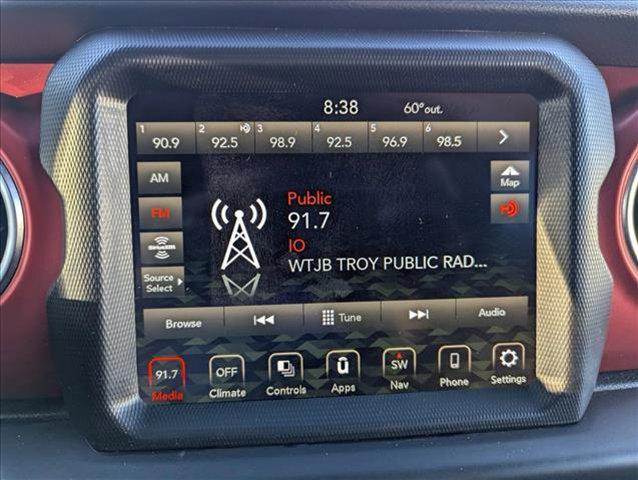 8:38 60°out.
1 2 3 4 5 6
90.9 92.5 98.9 92.5 96.9 98.5
AM
Map
FM
Public
91.7
IO
WTJB TROY PUBLIC RAD...
SiriusXM
Source
Select
Browse Tune Audio
91.7 OFF SW
Media Climate Controls Apps Nav Phone Settings